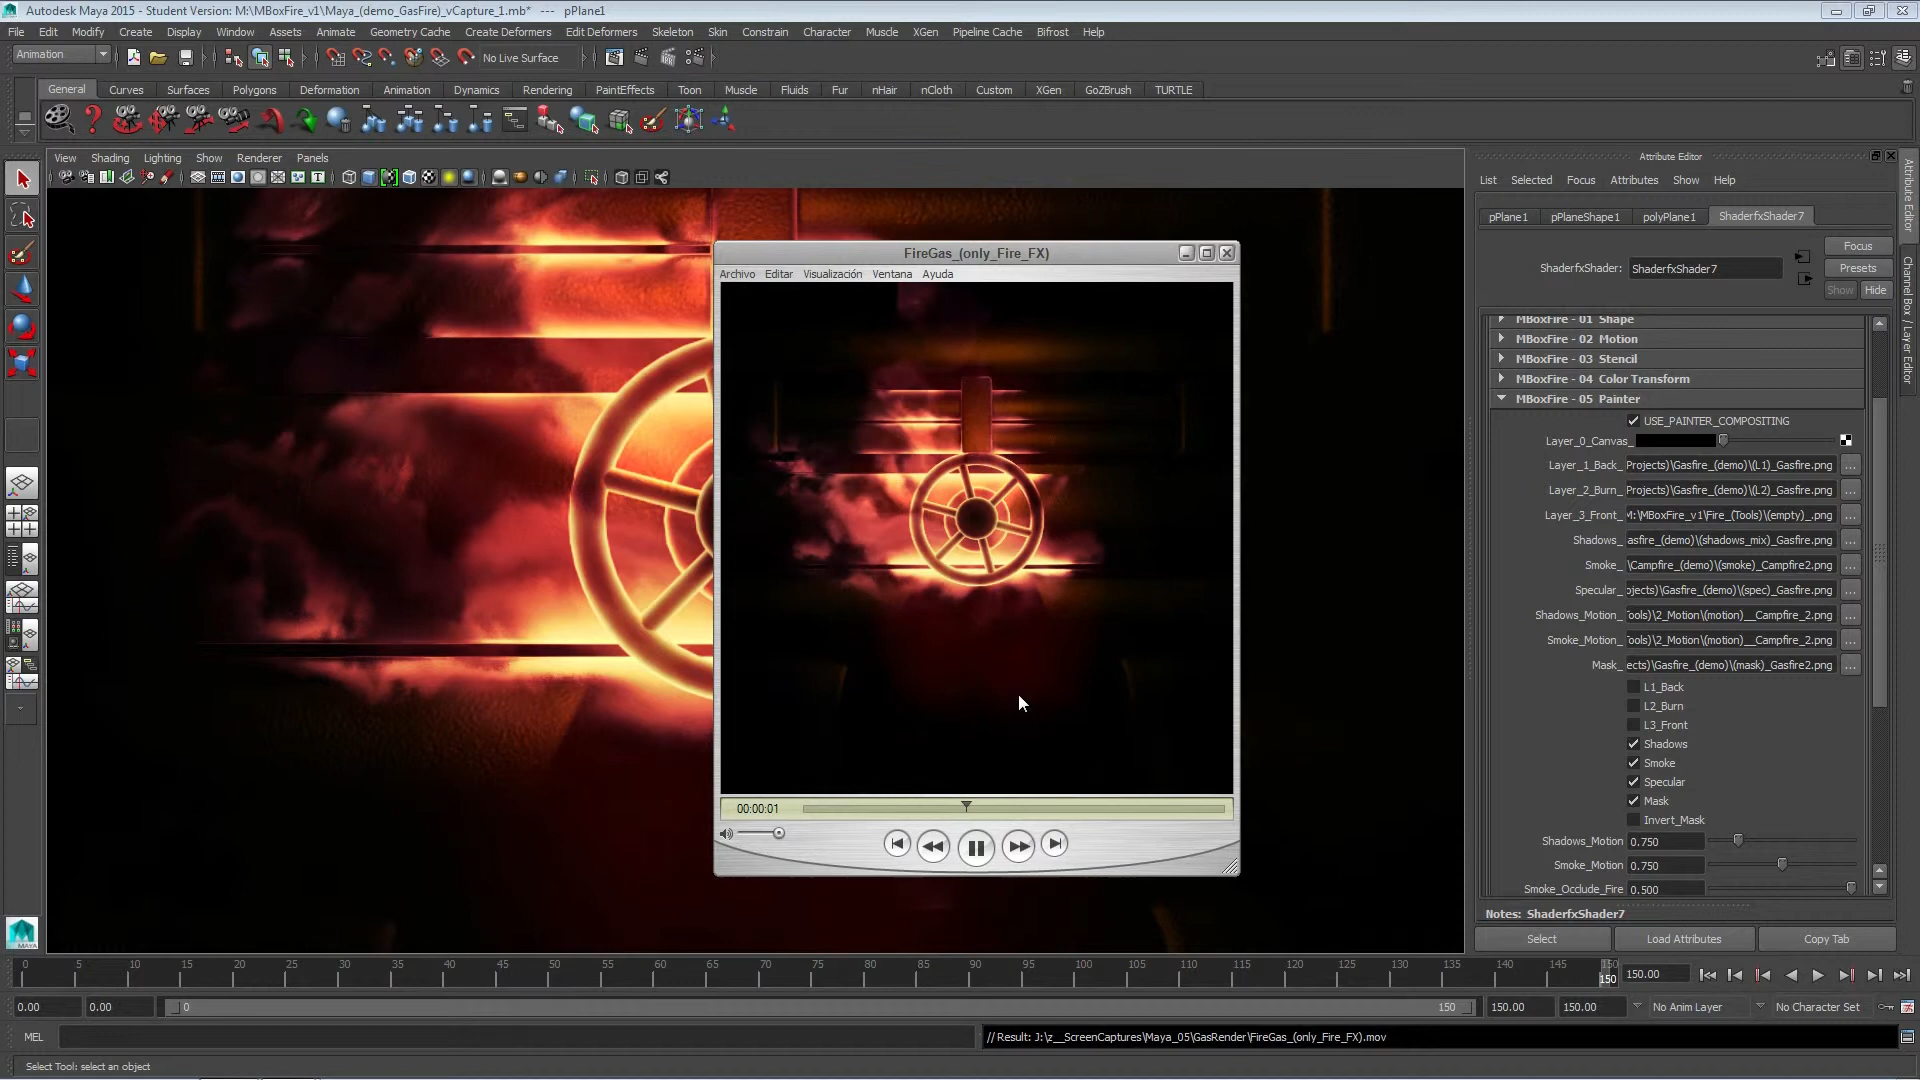 Autodesk Maya 2015 - Student Version: M:\MBoxFire_v1\Maya_(demo_GasFire)_vCapture_1.mb* --- pPlane1
File Edit Modify Create Display Window Assets Animate Geometry Cache Create Deformers Edit Deformers Skeleton Skin Constrain Character Muscle XGen Pipeline Cache Bifrost Help
Animation No Live Surface
General Curves Surfaces Polygons Deformation Animation Dynamics Rendering PaintEffects Toon Muscle Fluids Fur nHair nCloth Custom XGen GoZBrush TURTLE
View Shading Lighting Show Renderer Panels
Attribute Editor
List Selected Focus Attributes Show Help
pPlane1 pPlaneShape1 polyPlane1 ShaderfxShader7
Focus
ShaderfxShader: ShaderfxShader7 Presets
Show Hide
Attribute Editor
Channel Box / Layer Editor
FireGas_(only_Fire_FX)
Archivo Editar Visualización Ventana Ayuda
00:00:01
MBoxFire - 01 Shape
MBoxFire - 02 Motion
MBoxFire - 03 Stencil
MBoxFire - 04 Color Transform
MBoxFire - 05 Painter
USE_PAINTER_COMPOSITING
Layer_0_Canvas_
Layer_1_Back_ Projects)\Gasfire_(demo)\(L1)_Gasfire.png ...
Layer_2_Burn_ Projects)\Gasfire_(demo)\(L2)_Gasfire.png ...
Layer_3_Front_ M:\MBoxFire_v1\Fire_(Tools)\(empty)_.png ...
Shadows_ asfire_(demo)\(shadows_mix)_Gasfire.png ...
Smoke_ \Campfire_(demo)\(smoke)_Campfire2.png ...
Specular_ ojects)\Gasfire_(demo)\(spec)_Gasfire.png ...
Shadows_Motion_ Tools)\2_Motion\(motion)__Campfire_2.png ...
Smoke_Motion_ Tools)\2_Motion\(motion)__Campfire_2.png ...
Mask_ ects)\Gasfire_(demo)\(mask)_Gasfire2.png ...
L1_Back
L2_Burn
L3_Front
Shadows
Smoke
Specular
Mask
Invert_Mask
Shadows_Motion 0.750
Smoke_Motion 0.750
Smoke_Occlude_Fire 0.500
Notes: ShaderfxShader7
Select Load Attributes Copy Tab
MAYA
0 5 10 15 20 25 30 35 40 45 50 55 60 65 70 75 80 85 90 95 100 105 110 115 120 125 130 135 140 145 150
150 150.00
0.00 0.00 0 150 150.00 150.00 No Anim Layer No Character Set
MEL // Result: J:\z__ScreenCaptures\Maya_05\GasRender\FireGas_(only_Fire_FX).mov
Select Tool: select an object